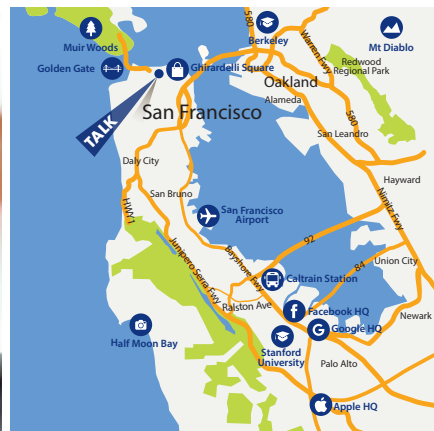 580
Muir Woods
Berkeley
Warren Fwy
Mt Diablo
Golden Gate
Ghirardelli Square
Redwood
Regional Park
Oakland
Alameda
TALK
San Francisco
580
San Leandro
Daly City
San Bruno
Hayward
HWY 1
San Francisco
Airport
Nimitz Fwy
92
Junipero Seria Fwy
Bayshore Fwy
Union City
84
Caltrain Station
Ralston Ave
f
Facebook HQ
Newark
G
Google HQ
Half Moon Bay
Stanford
University
Palo Alto
Apple HQ